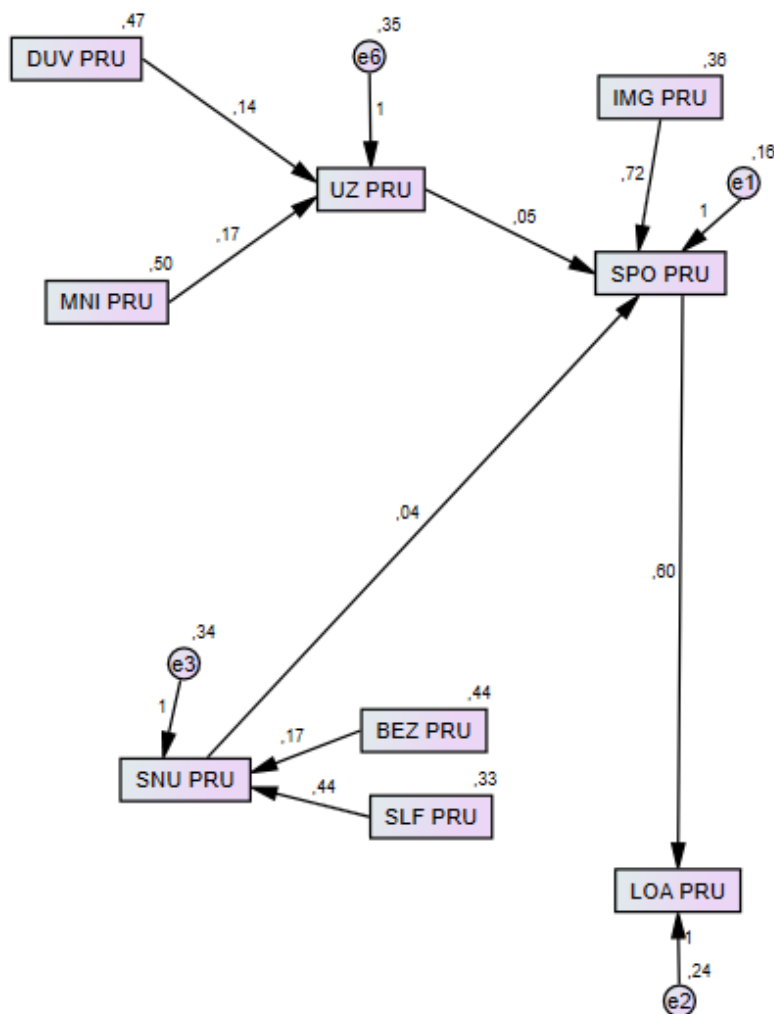 ,47
DUV PRU
,14
,35
e6
1
UZ PRU
,36
IMG PRU
,72
,16
e1
1
,05
SPO PRU
,50
MNI PRU
,17
,04
,60
,34
e3
1
SNU PRU
,17
,44
BEZ PRU
,44
,33
SLF PRU
LOA PRU
1
,24
e2